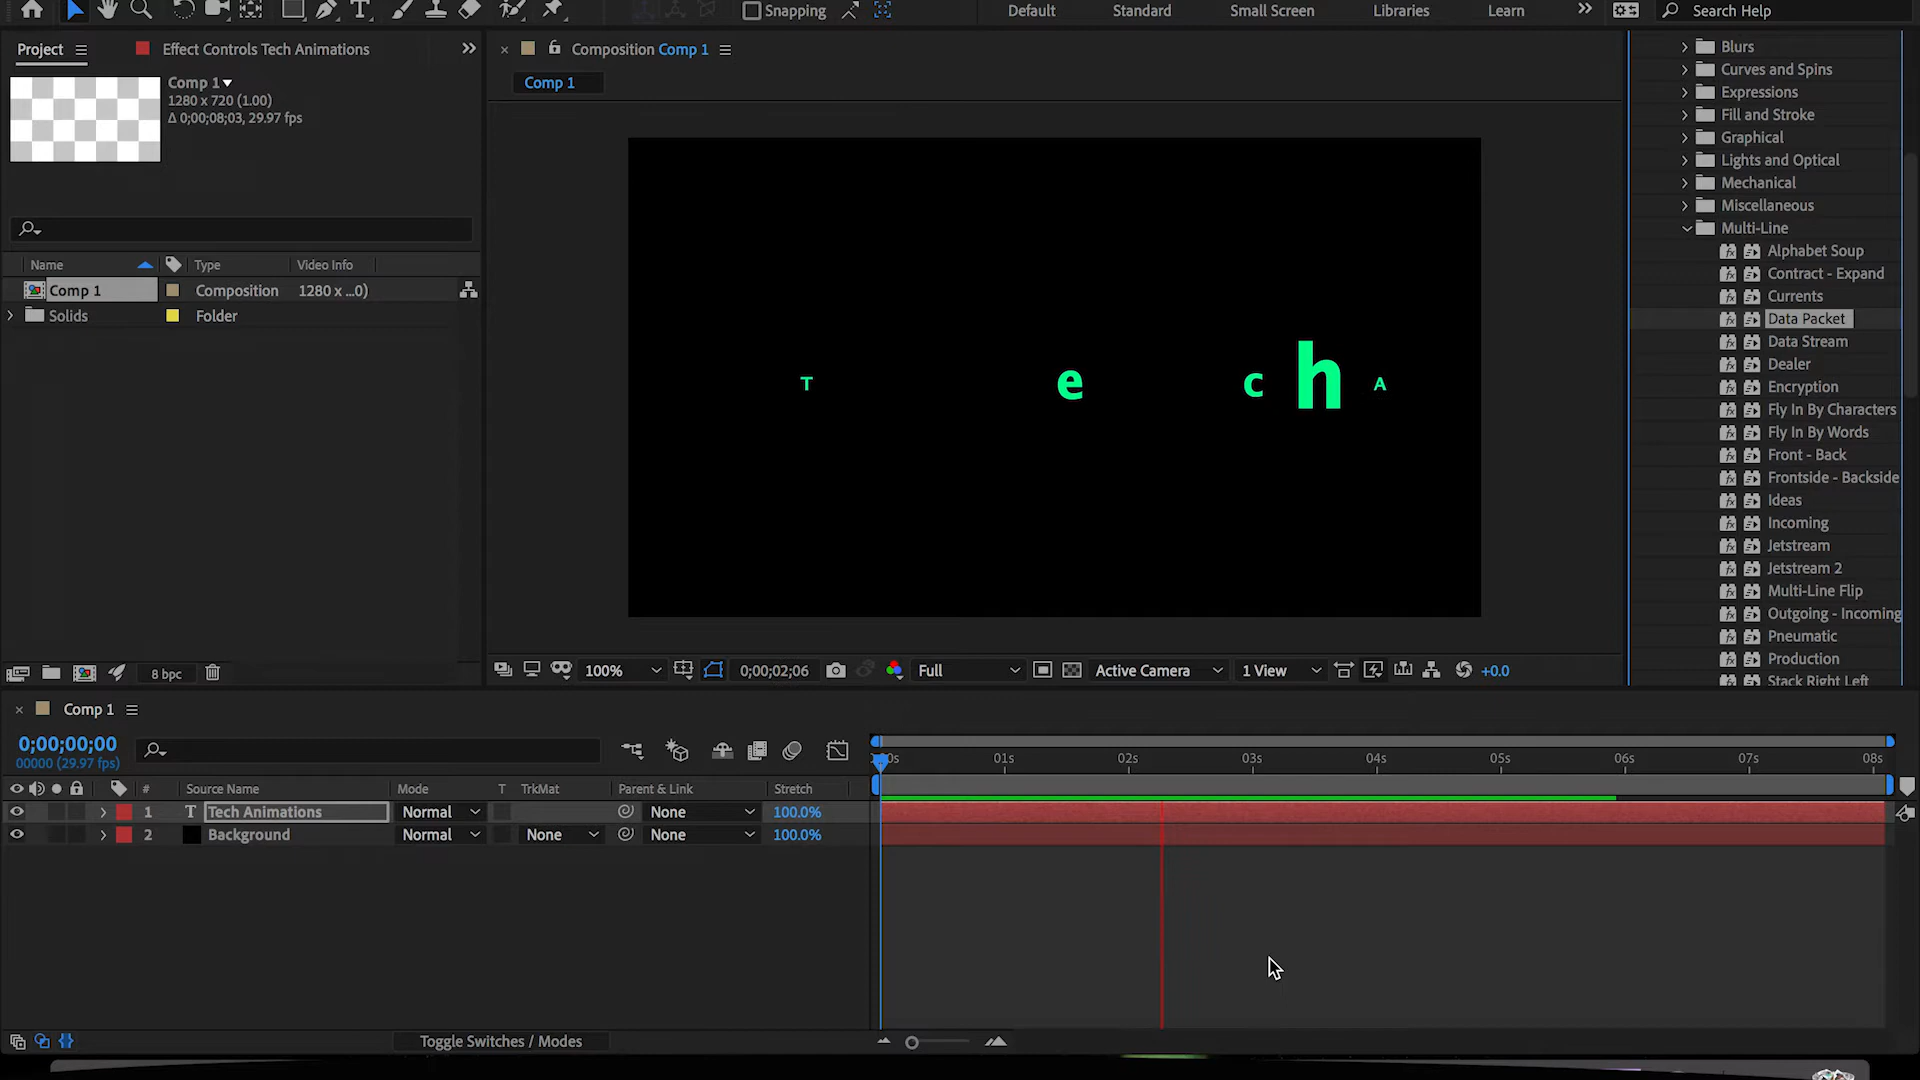 Snapping
Default
Standard
Small Screen
Libraries
Learn
Search Help
Project
Effect Controls Tech Animations
Comp 1
1280 x 720 (1.00)
Δ 0;00;08;03, 29.97 fps
Name
Type
Video Info
Comp 1
Composition
1280 x ...0)
Solids
Folder
8 bpc
Composition Comp 1
Comp 1
T e c h A
100%
0;00;02;06
Full
Active Camera
1 View
+0.0
Blurs
Curves and Spins
Expressions
Fill and Stroke
Graphical
Lights and Optical
Mechanical
Miscellaneous
Multi-Line
Alphabet Soup
Contract - Expand
Currents
Data Packet
Data Stream
Dealer
Encryption
Fly In By Characters
Fly In By Words
Front - Back
Frontside - Backside
Ideas
Incoming
Jetstream
Jetstream 2
Multi-Line Flip
Outgoing - Incoming
Pneumatic
Production
Stack Right Left
Comp 1
0;00;00;00
00000 (29.97 fps)
01s 02s 03s 04s 05s 06s 07s 08s
# Source Name Mode T TrkMat Parent & Link Stretch
1 T Tech Animations Normal None 100.0%
2 Background Normal None None 100.0%
Toggle Switches / Modes